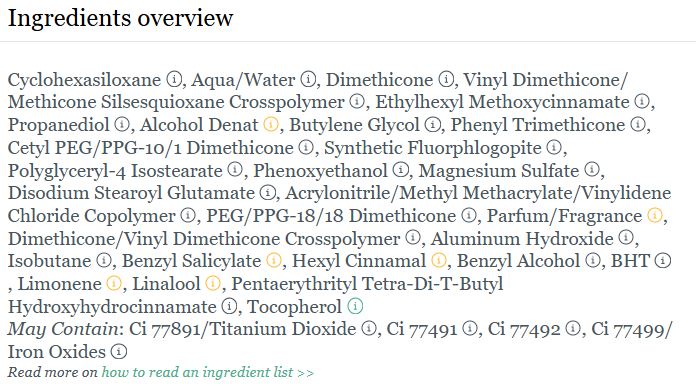 Ingredients overview
Cyclohexasiloxane ⓘ, Aqua/Water ⓘ, Dimethicone ⓘ, Vinyl Dimethicone/
Methicone Silsesquioxane Crosspolymer ⓘ, Ethylhexyl Methoxycinnamate ⓘ,
Propanediol ⓘ, Alcohol Denat ⓘ, Butylene Glycol ⓘ, Phenyl Trimethicone ⓘ,
Cetyl PEG/PPG-10/1 Dimethicone ⓘ, Synthetic Fluorphlogopite ⓘ,
Polyglyceryl-4 Isostearate ⓘ, Phenoxyethanol ⓘ, Magnesium Sulfate ⓘ,
Disodium Stearoyl Glutamate ⓘ, Acrylonitrile/Methyl Methacrylate/Vinylidene
Chloride Copolymer ⓘ, PEG/PPG-18/18 Dimethicone ⓘ, Parfum/Fragrance ⓘ,
Dimethicone/Vinyl Dimethicone Crosspolymer ⓘ, Aluminum Hydroxide ⓘ,
Isobutane ⓘ, Benzyl Salicylate ⓘ, Hexyl Cinnamal ⓘ, Benzyl Alcohol ⓘ, BHT ⓘ
, Limonene ⓘ, Linalool ⓘ, Pentaerythrityl Tetra-Di-T-Butyl
Hydroxyhydrocinnamate ⓘ, Tocopherol ⓘ
May Contain: Ci 77891/Titanium Dioxide ⓘ, Ci 77491 ⓘ, Ci 77492 ⓘ, Ci 77499/
Iron Oxides ⓘ
Read more on how to read an ingredient list >>